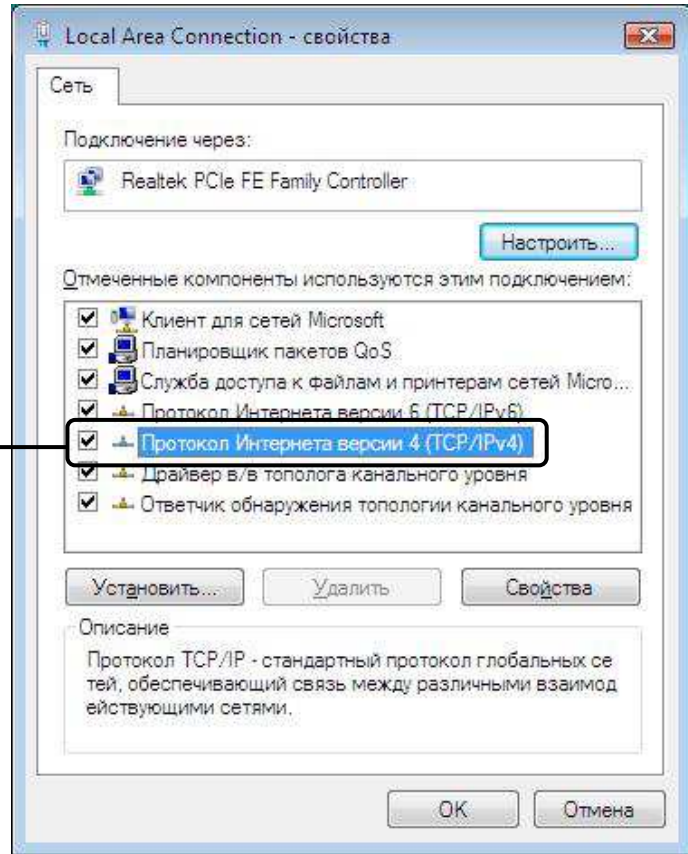 Local Area Connection - свойства
Сеть
Подключение через:
Realtek PCIe FE Family Controller
Настроить...
Отмеченные компоненты используются этим подключением:
Клиент для сетей Microsoft
Планировщик пакетов QoS
Служба доступа к файлам и принтерам сетей Micro...
Протокол Интернета версии 6 (TCP/IPv6)
Протокол Интернета версии 4 (TCP/IPv4)
Драйвер в/в тополога канального уровня
Ответчик обнаружения топологии канального уровня
Установить... Удалить Свойства
Описание
Протокол TCP/IP - стандартный протокол глобальных се
тей, обеспечивающий связь между различными взаимод
ействующими сетями.
OK Отмена